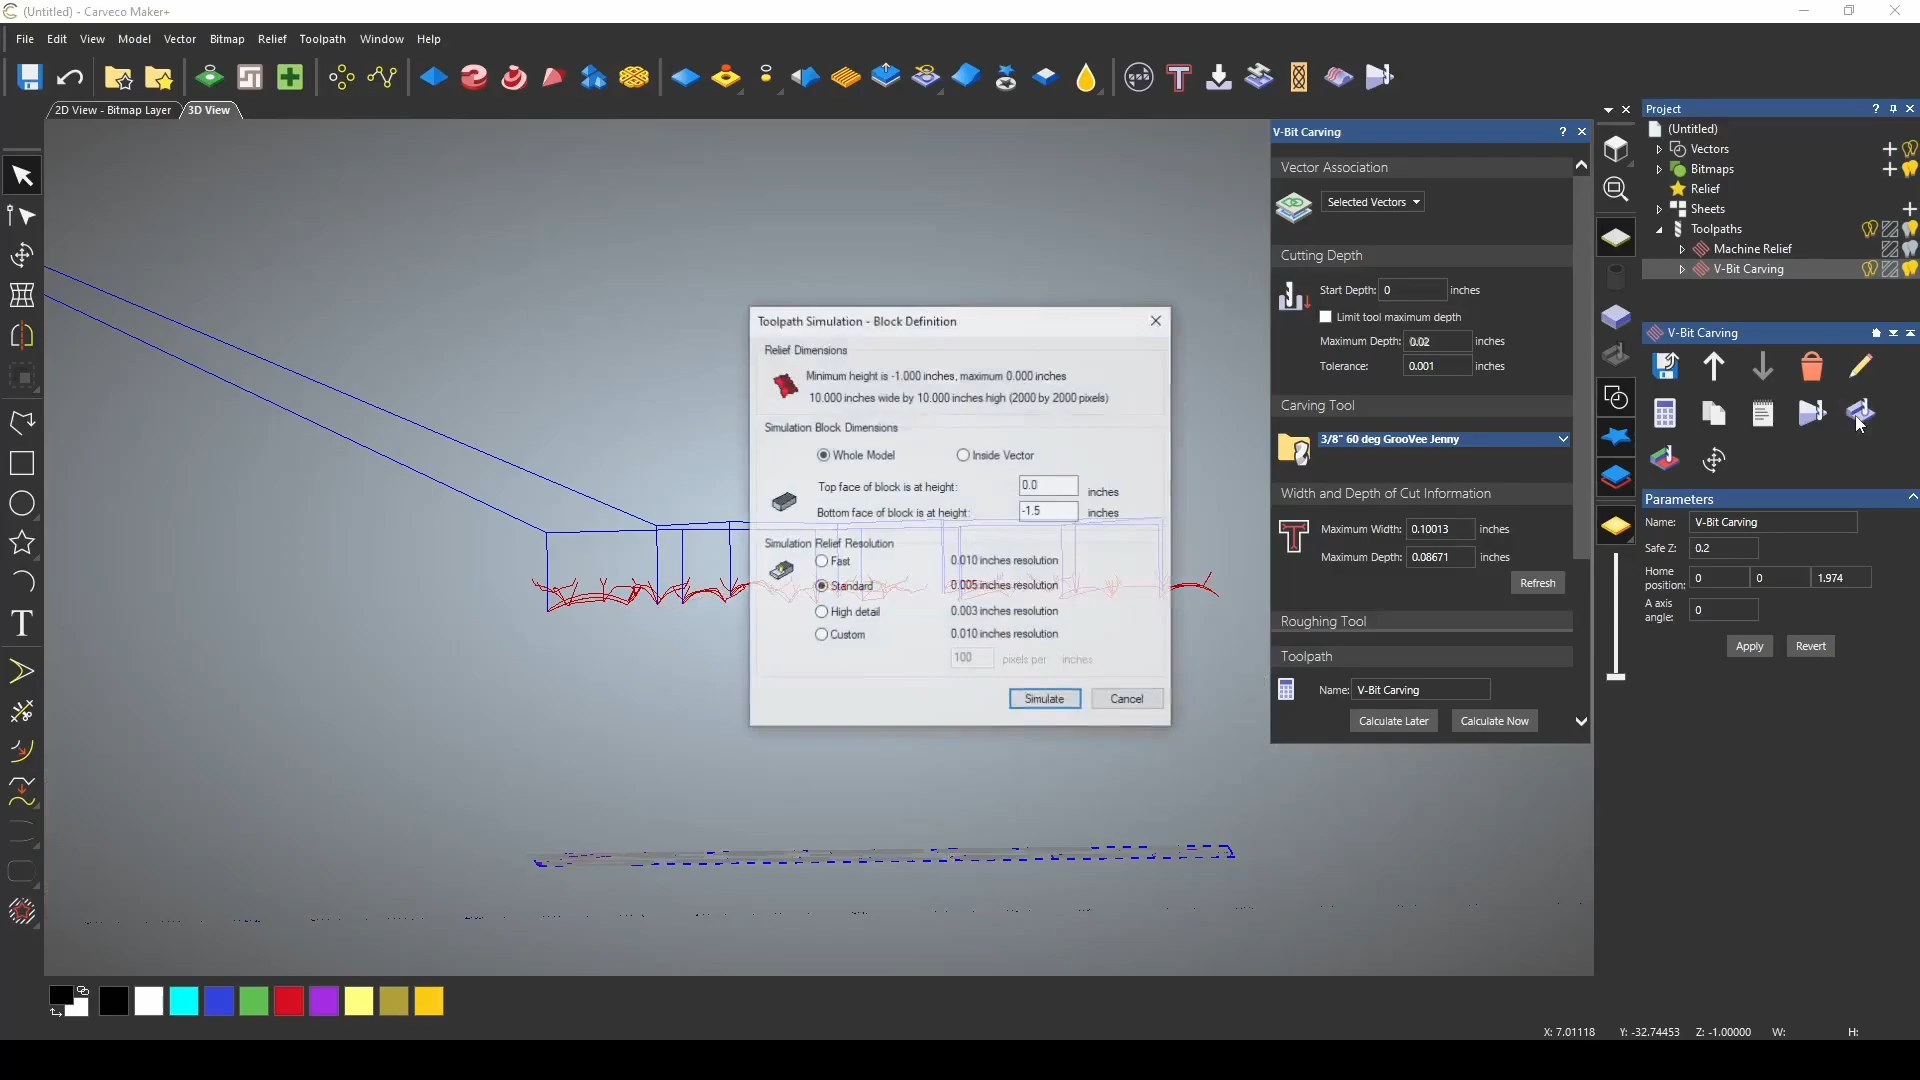 (Untitled) - Carveco Maker+
File Edit View Model Vector Bitmap Relief Toolpath Window Help
2D View - Bitmap Layer
3D View
V-Bit Carving
Vector Association
Selected Vectors
Cutting Depth
Start Depth: 0 inches
Limit tool maximum depth
Maximum Depth: 0.02 inches
Tolerance: 0.001 inches
Carving Tool
3/8" 60 deg GrooVee Jenny
Width and Depth of Cut Information
Maximum Width: 0.10013 inches
Maximum Depth: 0.08671 inches
Refresh
Roughing Tool
Toolpath
Name: V-Bit Carving
Calculate Later Calculate Now
Toolpath Simulation - Block Definition
Relief Dimensions
Minimum height is -1.000 inches, maximum 0.000 inches
10.000 inches wide by 10.000 inches high (2000 by 2000 pixels)
Simulation Block Dimensions
Whole Model Inside Vector
Top face of block is at height: 0.0 inches
Bottom face of block is at height: -1.5 inches
Simulation Relief Resolution
Fast 0.010 inches resolution
Standard 0.005 inches resolution
High detail 0.003 inches resolution
Custom 0.010 inches resolution
100 pixels per inches
Simulate Cancel
Project
(Untitled)
Vectors
Bitmaps
Relief
Sheets
Toolpaths
Machine Relief
V-Bit Carving
V-Bit Carving
Parameters
Name: V-Bit Carving
Safe Z: 0.2
Home position: 0 0 1.974
A axis angle: 0
Apply Revert
X: 7.01118 Y: -32.74453 Z: -1.00000 W: H: